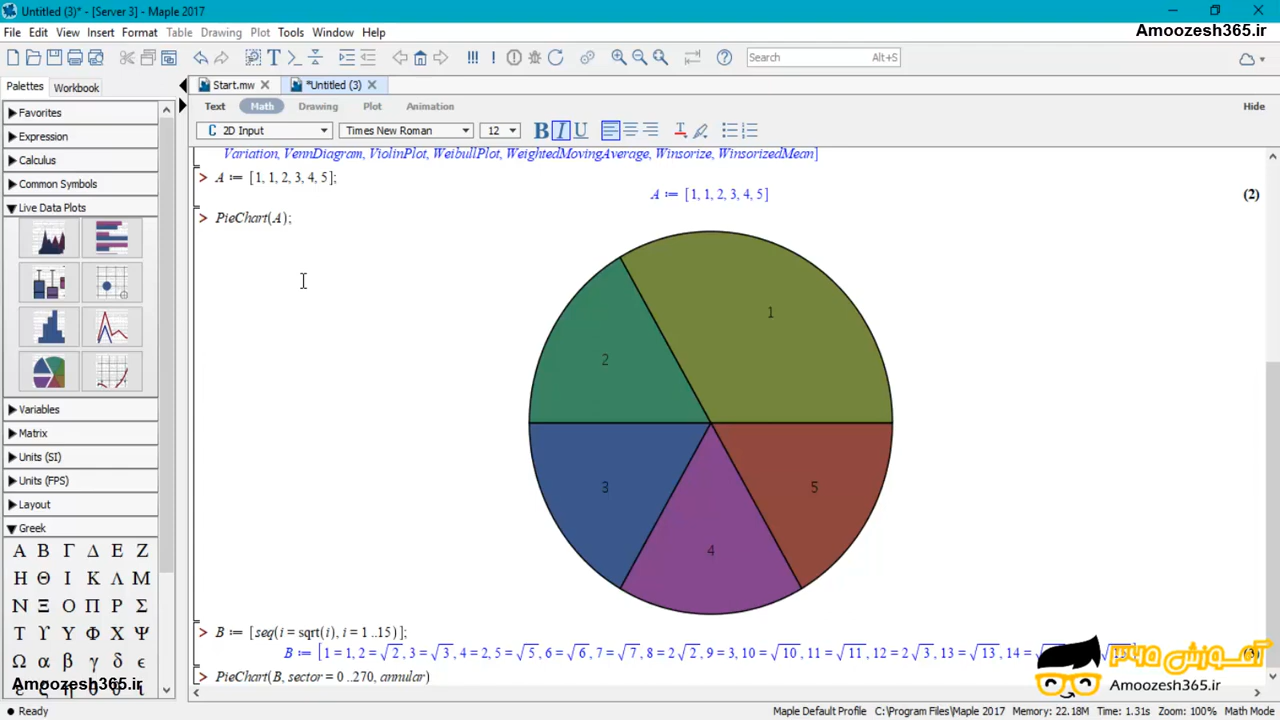 Untitled (3)* - [Server 3] - Maple 2017
File Edit View Insert Format Table Drawing Plot Tools Window Help
Amoozesh365.ir
Search Alt+S
Palettes Workbook
Start.mw *Untitled (3)
Text Math Drawing Plot Animation Hide
C 2D Input Times New Roman 12 B I U
Favorites
Expression
Calculus
Common Symbols
Live Data Plots
Variables
Matrix
Units (SI)
Units (FPS)
Layout
Greek
Α Β Γ Δ Ε Ζ
Η Θ Ι Κ Λ Μ
Ν Ξ Ο Π Ρ Σ
Τ ϒ Υ Φ Χ Ψ
Ω α β γ δ ϵ
Amoozesh365.ir
Variation, VennDiagram, ViolinPlot, WeibullPlot, WeightedMovingAverage, Winsorize, WinsorizedMean]
> A := [1, 1, 2, 3, 4, 5];
A := [1, 1, 2, 3, 4, 5] (2)
> PieChart(A);
1
2
3
5
4
> B := [seq(i = sqrt(i), i = 1 ..15)];
B := [1 = 1, 2 = √2, 3 = √3, 4 = 2, 5 = √5, 6 = √6, 7 = √7, 8 = 2 √2, 9 = 3, 10 = √10, 11 = √11, 12 = 2 √3, 13 = √13, 14 =
> PieChart(B, sector = 0 ..270, annular)
آموزش ۳۶۵
Amoozesh365.ir
Ready Maple Default Profile C:\Program Files\Maple 2017 Memory: 22.18M Time: 1.31s Zoom: 100% Math Mode